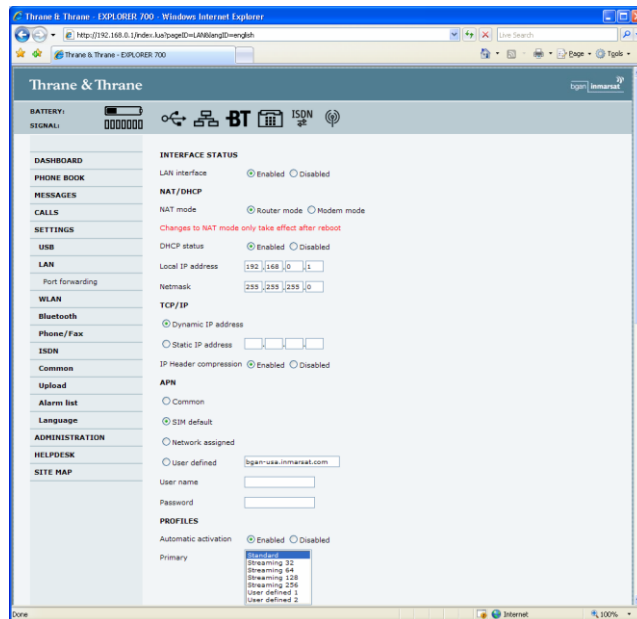 Thrane & Thrane - EXPLORER 700 - Windows Internet Explorer
http://192.168.0.1/index.lua?pageID=LAN&langID=english
Live Search
Thrane & Thrane - EXPLORER 700
Page
Tools
Thrane & Thrane
bgan inmarsat
BATTERY:
SIGNAL:
BT
ISDN
DASHBOARD
PHONE BOOK
MESSAGES
CALLS
SETTINGS
USB
LAN
Port forwarding
WLAN
Bluetooth
Phone/Fax
ISDN
Common
Upload
Alarm list
Language
ADMINISTRATION
HELPDESK
SITE MAP
INTERFACE STATUS
LAN interface Enabled Disabled
NAT/DHCP
NAT mode Router mode Modem mode
Changes to NAT mode only take effect after reboot
DHCP status Enabled Disabled
Local IP address 192 .168 .0 .1
Netmask 255 .255 .255 .0
TCP/IP
Dynamic IP address
Static IP address . . .
IP Header compression Enabled Disabled
APN
Common
SIM default
Network assigned
User defined bgan-usa.inmarsat.com
User name
Password
PROFILES
Automatic activation Enabled Disabled
Primary Standard
Streaming 32
Streaming 64
Streaming 128
Streaming 256
User defined 1
User defined 2
Done
Internet
100%